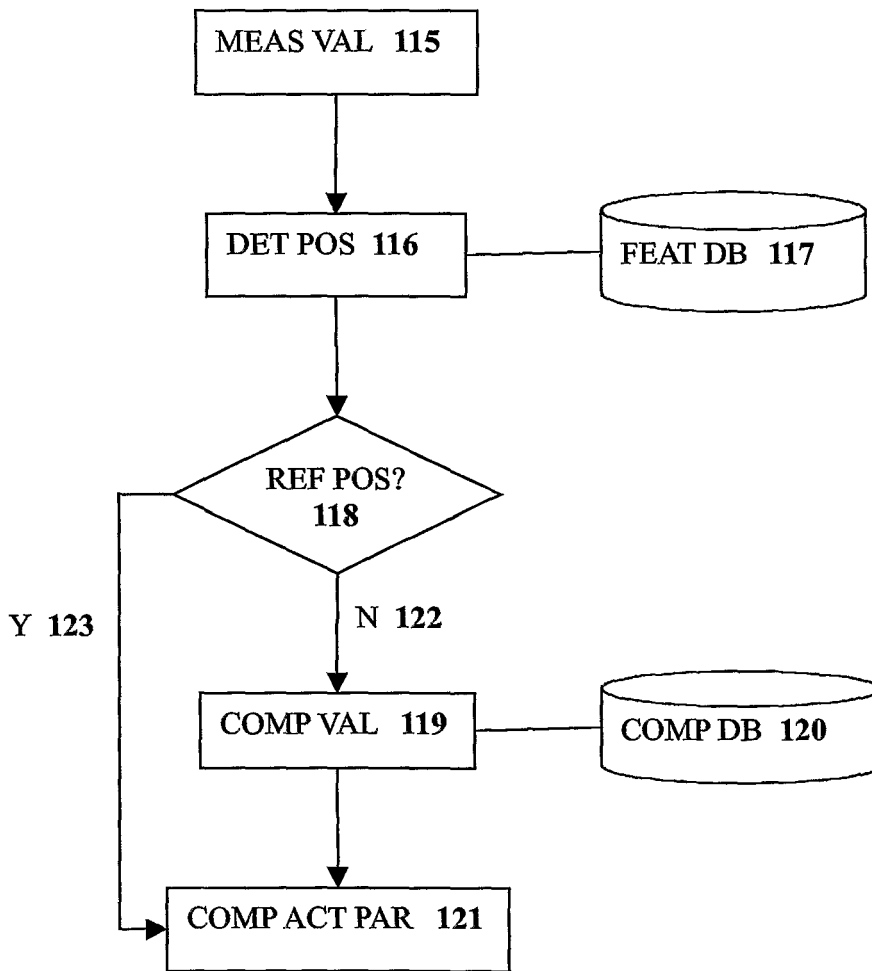 MEAS VAL 115
DET POS 116
FEAT DB 117
REF POS?
118
Y 123
N 122
COMP VAL 119
COMP DB 120
COMP ACT PAR 121